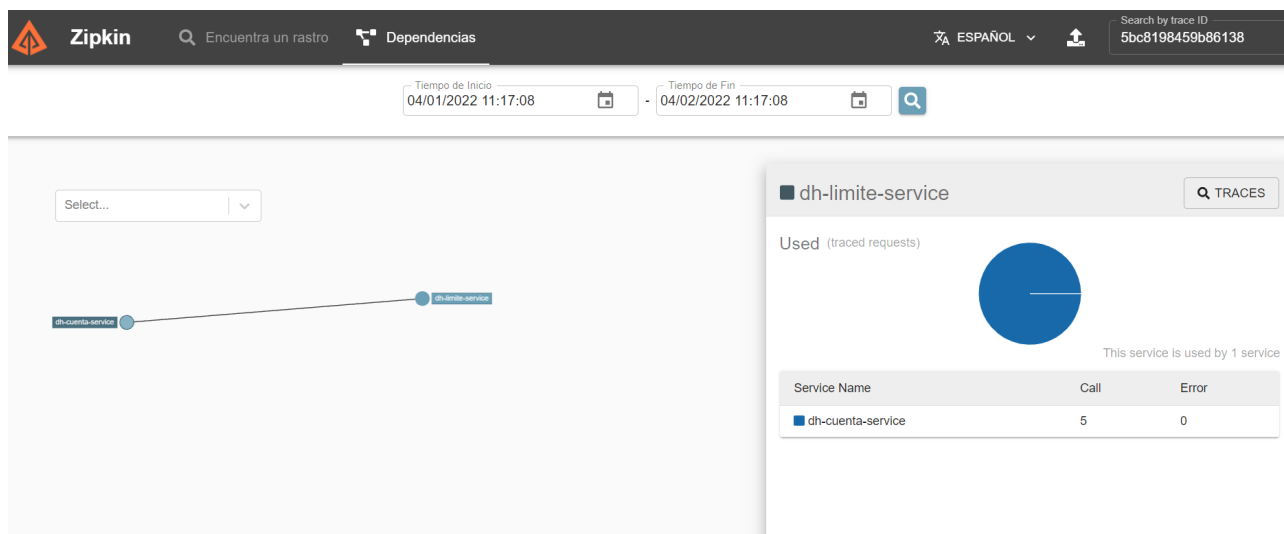 Zipkin
Encuentra un rastro
Dependencias
ESPAÑOL
Search by trace ID
5bc8198459b86138
Tiempo de Inicio
04/01/2022 11:17:08
-
Tiempo de Fin
04/02/2022 11:17:08
Select...
dh-limite-service
dh-cuenta-service
dh-limite-service
TRACES
Used (traced requests)
This service is used by 1 service
Service Name Call Error
dh-cuenta-service 5 0